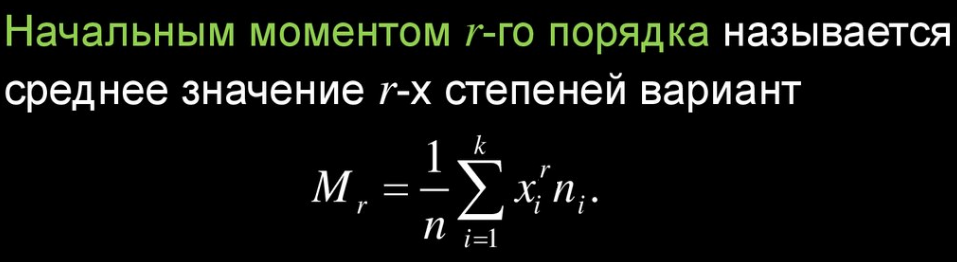 Начальным моментом r-го порядка называется
среднее значение r-х степеней вариант
$M_r = \frac{1}{n} \sum_{i=1}^{k} x_i^r n_i.$